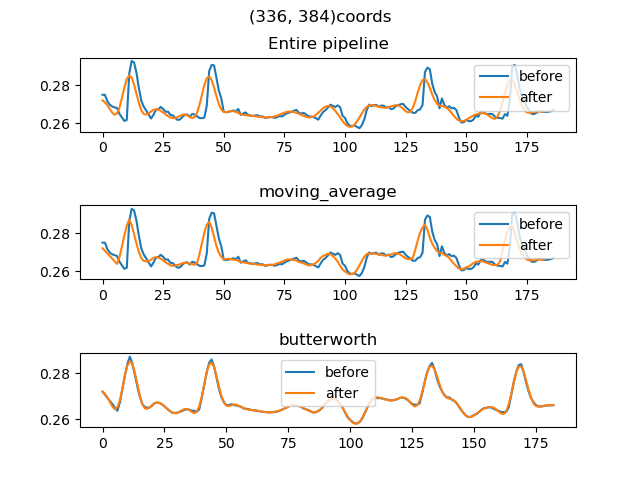 (336, 384)coords
Entire pipeline
0.28
0.26
before
after
0 25 50 75 100 125 150 175
moving_average
0.28
0.26
before
after
0 25 50 75 100 125 150 175
butterworth
0.28
0.26
before
after
0 25 50 75 100 125 150 175